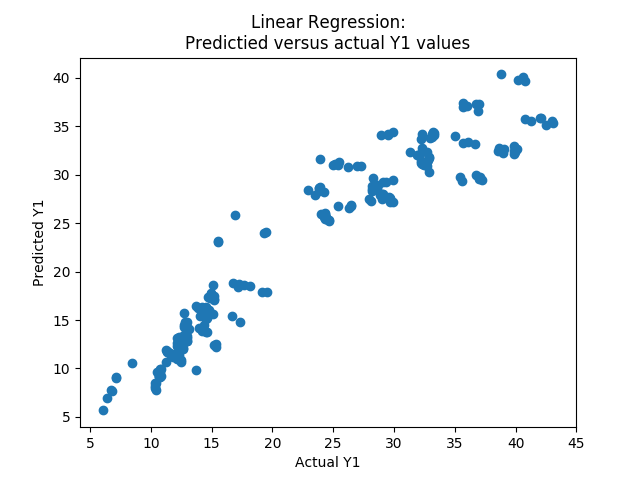 Linear Regression:
Predictied versus actual Y1 values
40
35
30
25
20
15
10
5
Predicted Y1
5 10 15 20 25 30 35 40 45
Actual Y1